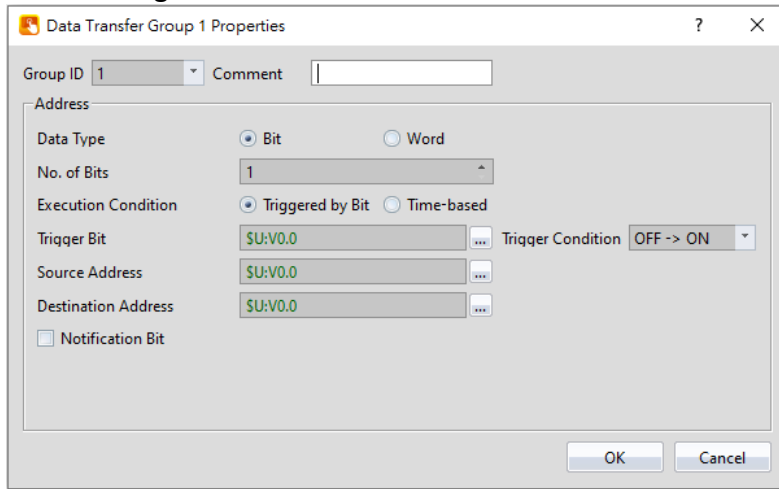 Data Transfer Group 1 Properties ?
Group ID 1 Comment
Address
Data Type Bit Word
No. of Bits 1
Execution Condition Triggered by Bit Time-based
Trigger Bit $U:V0.0 ... Trigger Condition OFF -> ON
Source Address $U:V0.0 ...
Destination Address $U:V0.0 ...
Notification Bit
OK Cancel